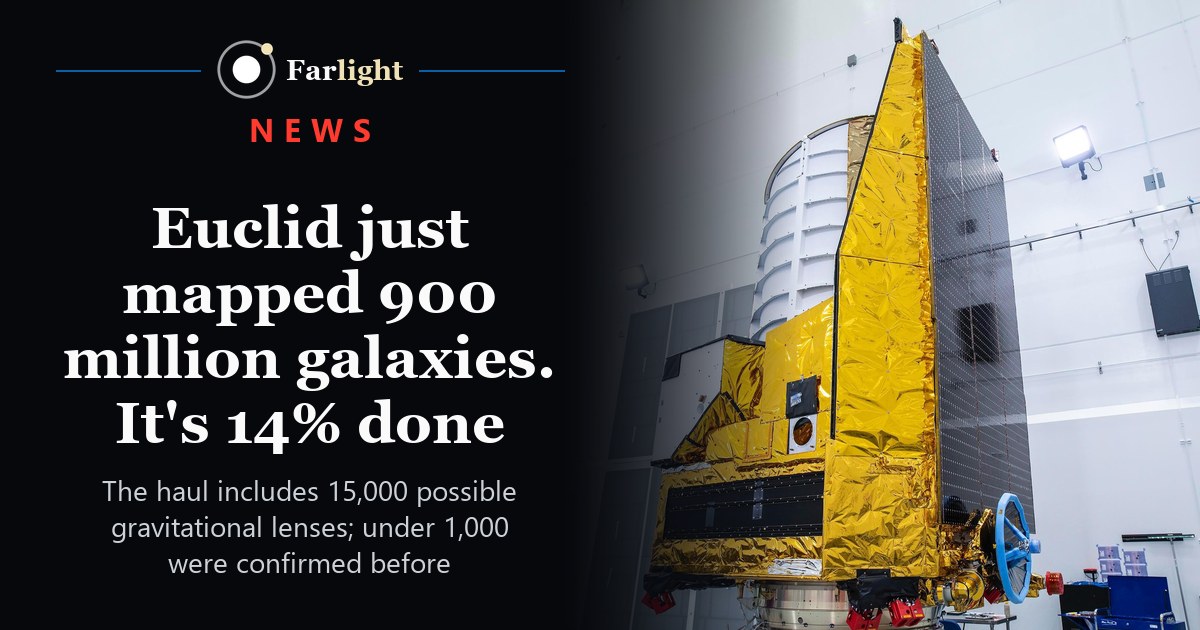 Farlight
NEWS
Euclid just
mapped 900
million galaxies.
It's 14% done
The haul includes 15,000 possible
gravitational lenses; under 1,000
were confirmed before